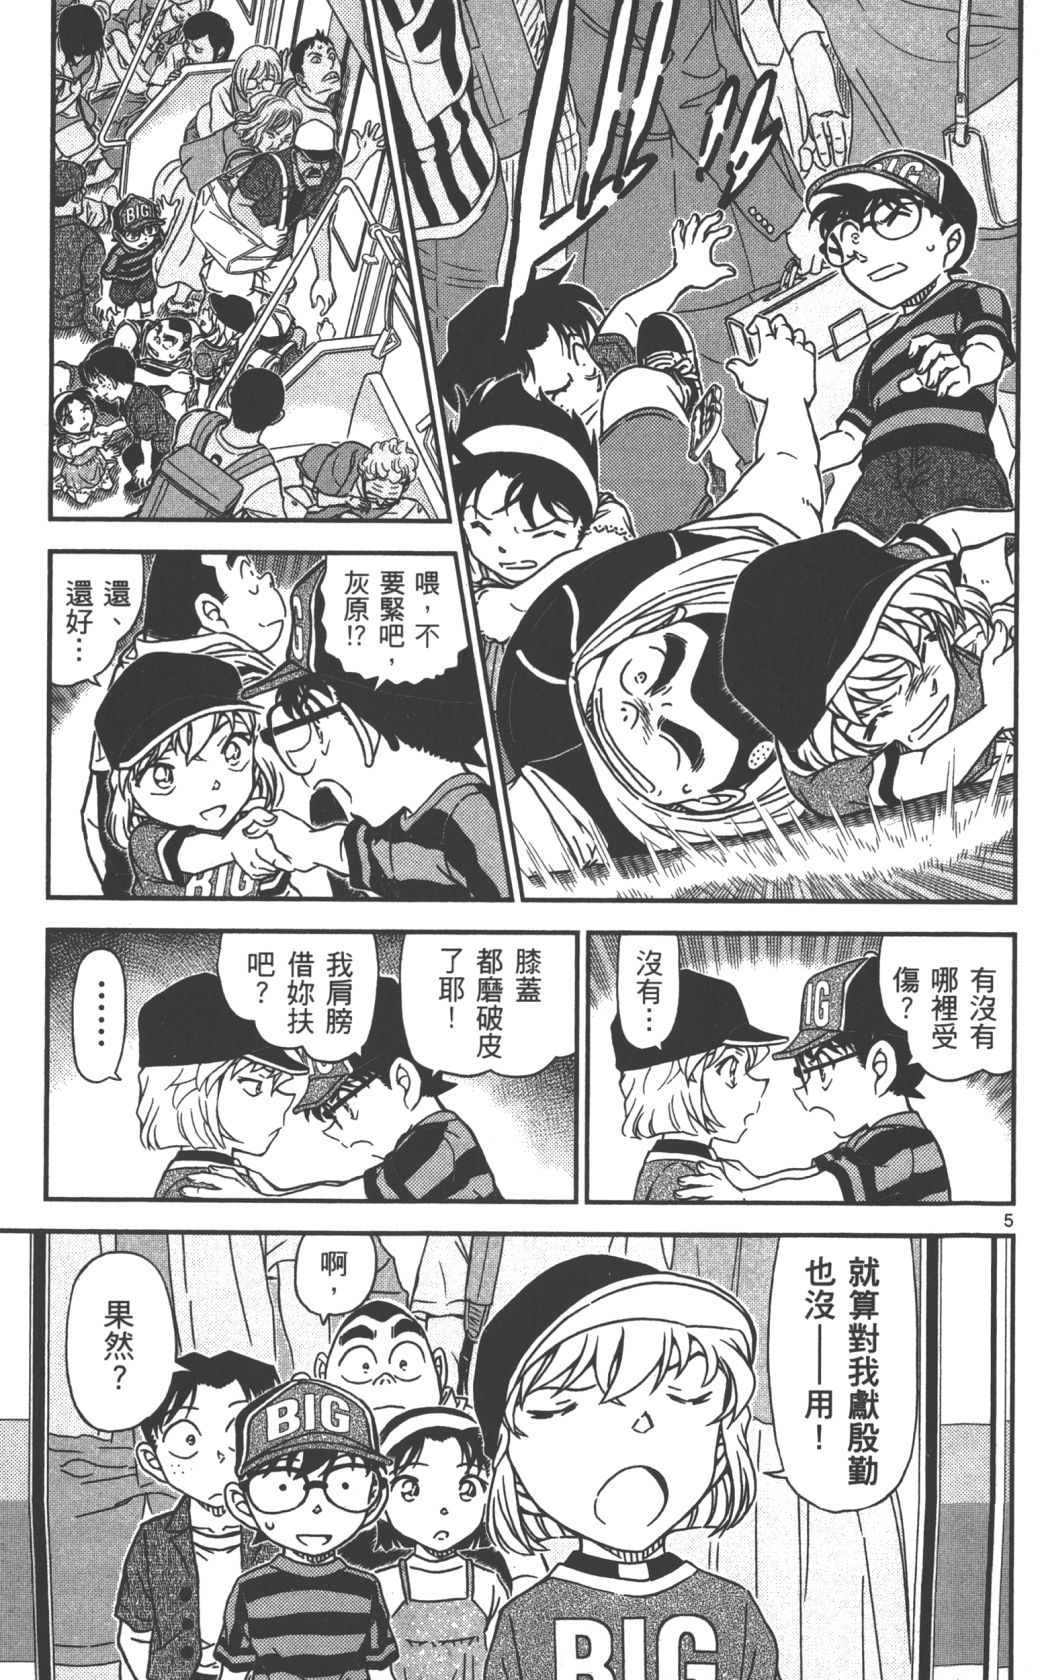 BIG
喂，不
要緊吧，
灰原!?
還、
還好…
BIG
有沒有
哪裡受
傷？
沒有…
膝蓋
都磨破皮
了耶！
我肩膀
借妳扶
吧？
……
5
就算對我獻殷勤
也沒——用！
啊，
果然？
BIG
BIG